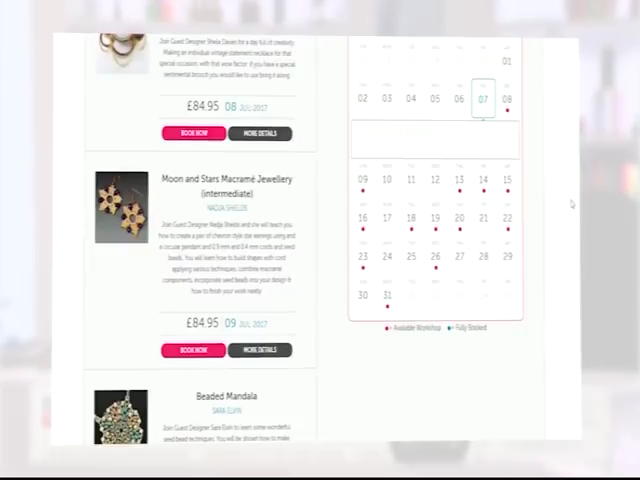 Join Guest Designer Sheila Davies for a day full of creativity.
Making an individual vintage statement necklace for that
special occasion, with that wow factor. If you have a special
sentimental brooch you would like to use bring it along
£84.95 08 JUL 2017
BOOK NOW MORE DETAILS
Moon and Stars Macramé Jewellery
(intermediate)
NADJA SHIELDS
Join Guest Designer Nadja Shields and she will teach you
how to create a pair of chevron style star earrings using and
a circular pendant and 0.9 mm and 0.4 mm cords and seed
beads. You will learn how to build shapes with cord
applying various techniques, combine macramé
components, incorporate seed beads into your design &
how to finish your work neatly
£84.95 09 JUL 2017
BOOK NOW MORE DETAILS
Beaded Mandala
SARA ELVIN
Join Guest Designer Sara Elvin to learn some wonderful
seed bead techniques. You will be shown how to make
01
02 03 04 05 06 07 08
09 10 11 12 13 14 15
16 17 18 19 20 21 22
23 24 25 26 27 28 29
30 31
= Available Workshop = Fully Booked